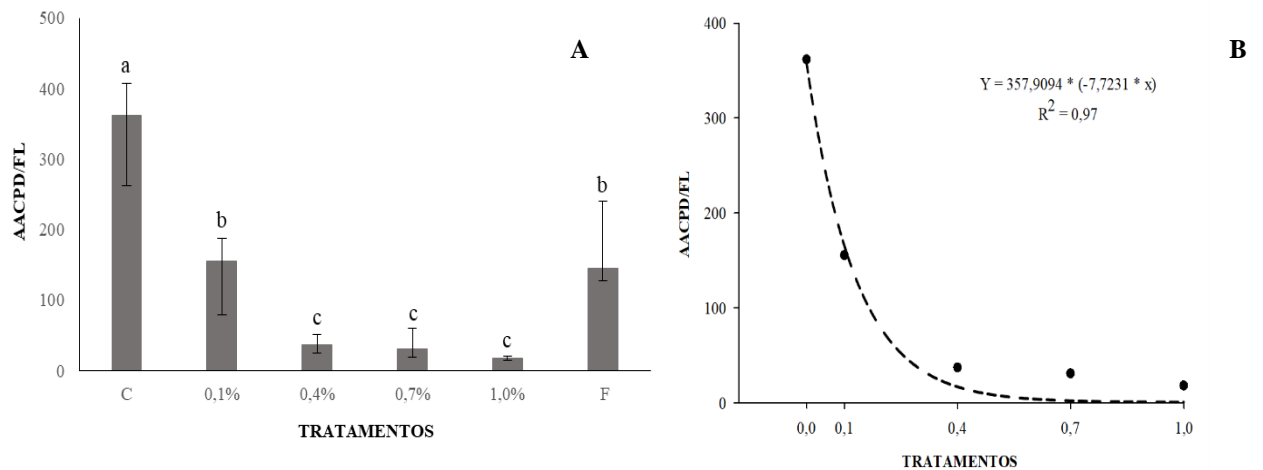 A
500
400
300
200
100
0
AACPD/FL
a
b
c
c
c
b
C 0,1% 0,4% 0,7% 1,0% F
TRATAMENTOS
B
400
300
200
100
0
AACPD/FL
Y = 357,9094 * (-7,7231 * x)
R2 = 0,97
0,0 0,1 0,4 0,7 1,0
TRATAMENTOS